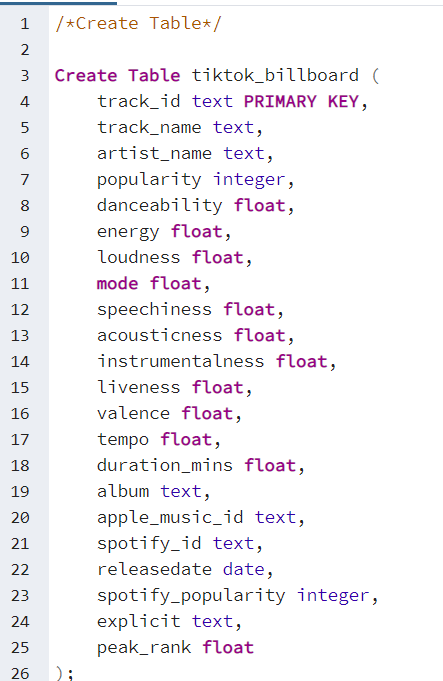 1 /*Create Table*/
2
3 Create Table tiktok_billboard (
4     track_id text PRIMARY KEY,
5     track_name text,
6     artist_name text,
7     popularity integer,
8     danceability float,
9     energy float,
10     loudness float,
11     mode float,
12     speechiness float,
13     acousticness float,
14     instrumentalness float,
15     liveness float,
16     valence float,
17     tempo float,
18     duration_mins float,
19     album text,
20     apple_music_id text,
21     spotify_id text,
22     releasedate date,
23     spotify_popularity integer,
24     explicit text,
25     peak_rank float
26 );